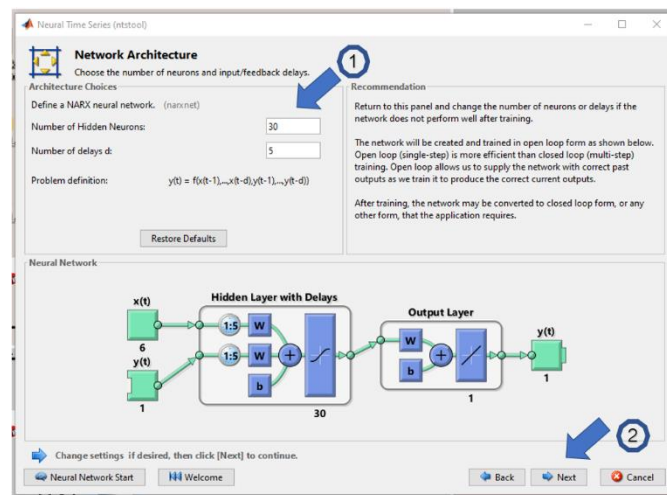 Neural Time Series (ntstool)
Network Architecture
Choose the number of neurons and input/feedback delays.
1
Architecture Choices
Define a NARX neural network. (narxnet)
Number of Hidden Neurons: 30
Number of delays d: 5
Problem definition: y(t) = f(x(t-1),...,x(t-d),y(t-1),...,y(t-d))
Restore Defaults
Recommendation
Return to this panel and change the number of neurons or delays if the
network does not perform well after training.
The network will be created and trained in open loop form as shown below.
Open loop (single-step) is more efficient than closed loop (multi-step)
training. Open loop allows us to supply the network with correct past
outputs as we train it to produce the correct current outputs.
After training, the network may be converted to closed loop form, or any
other form, that the application requires.
Neural Network
Hidden Layer with Delays
Output Layer
x(t)
6
y(t)
1
1:5
W
1:5
W
b
+
30
W
b
+
1
y(t)
1
2
Change settings if desired, then click [Next] to continue.
Neural Network Start
Welcome
Back
Next
Cancel